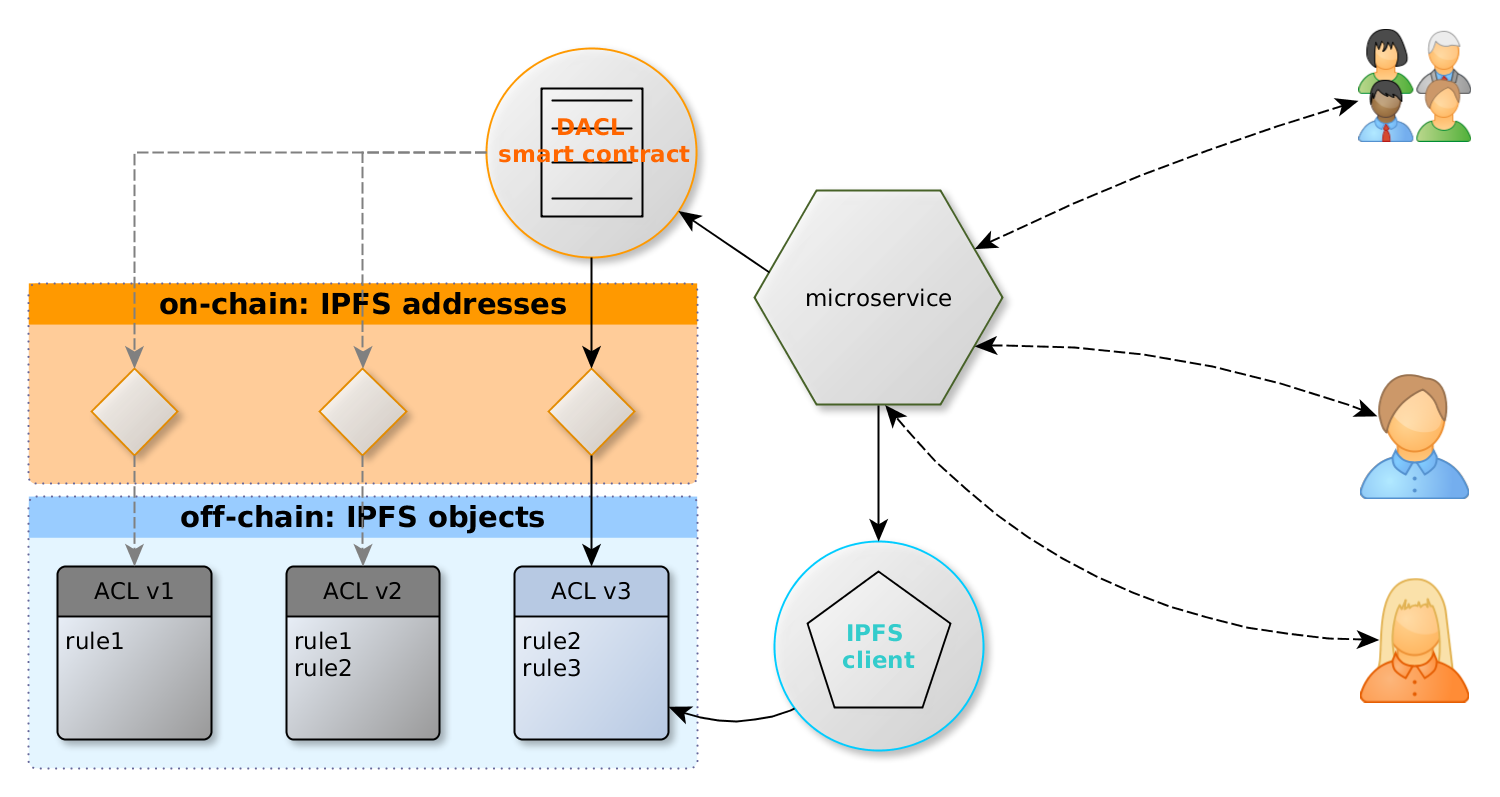 DACL
smart contract
microservice
on-chain: IPFS addresses
off-chain: IPFS objects
ACL v1
rule1
ACL v2
rule1
rule2
ACL v3
rule2
rule3
IPFS
client